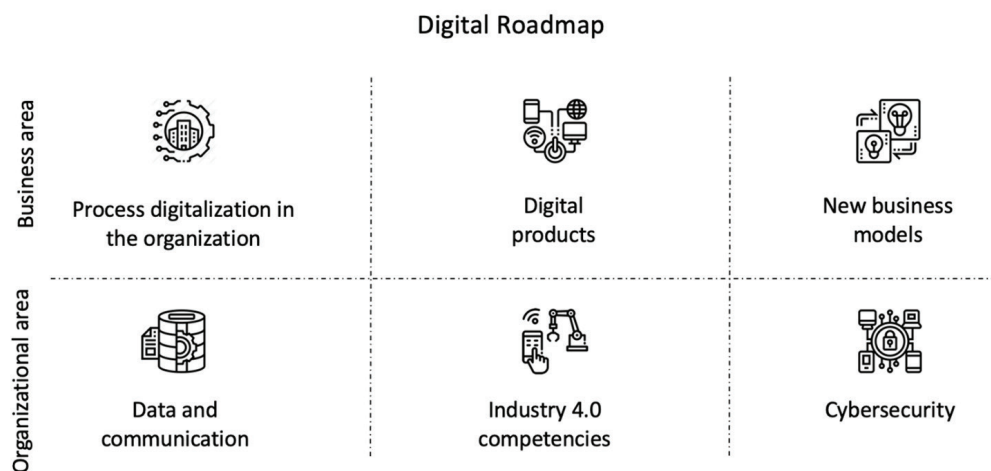 Digital Roadmap
Business area
Process digitalization in
the organization
Digital
products
New business
models
Organizational area
Data and
communication
Industry 4.0
competencies
Cybersecurity